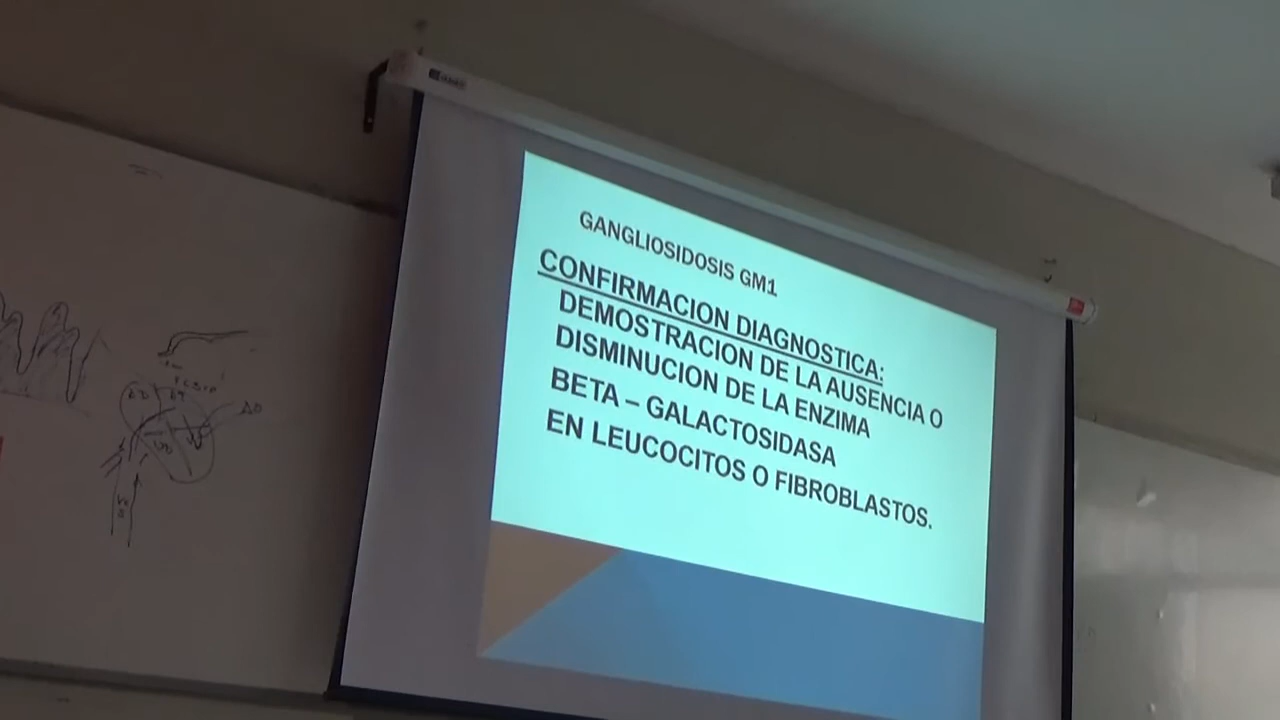 GANGLIOSIDOSIS GM1
CONFIRMACION DIAGNOSTICA:
DEMOSTRACION DE LA AUSENCIA O
DISMINUCION DE LA ENZIMA
BETA – GALACTOSIDASA
EN LEUCOCITOS O FIBROBLASTOS.